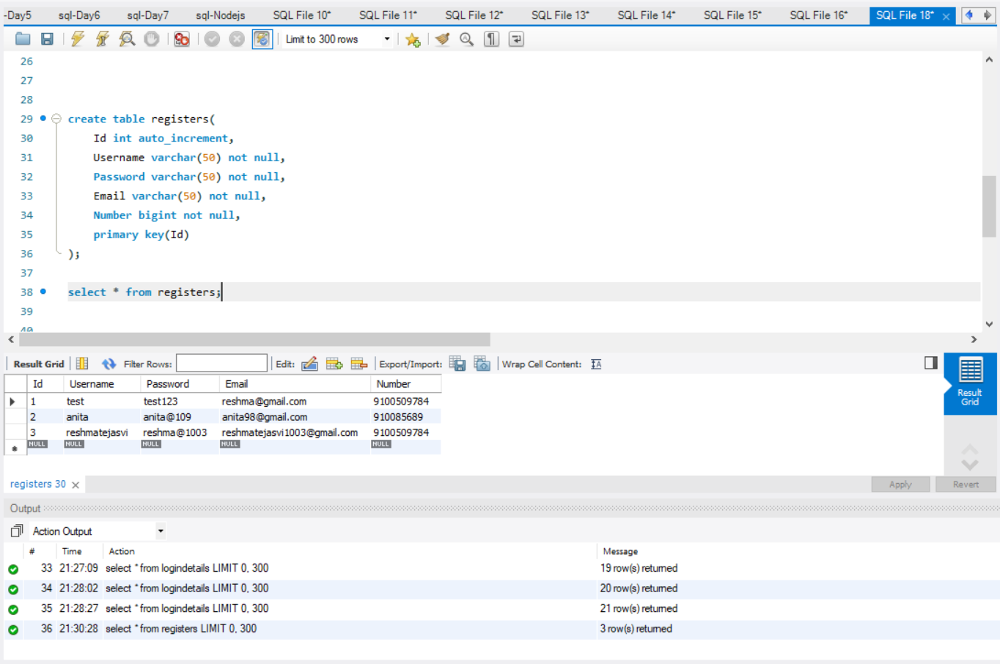 -Day5 sql-Day6 sql-Day7 sql-Nodejs SQL File 10* SQL File 11* SQL File 12* SQL File 13* SQL File 14* SQL File 15* SQL File 16* SQL File 18*
Limit to 300 rows
26
27
28
29 create table registers(
30 Id int auto_increment,
31 Username varchar(50) not null,
32 Password varchar(50) not null,
33 Email varchar(50) not null,
34 Number bigint not null,
35 primary key(Id)
36 );
37
38 select * from registers;
39
40
Result Grid Filter Rows: Edit: Export/Import: Wrap Cell Content: IA
Result
Grid
Id Username Password Email Number
1 test test123 reshma@gmail.com 9100509784
2 anita anita@109 anita98@gmail.com 910085689
3 reshmatejasvi reshma@1003 reshmatejasvi1003@gmail.com 9100509784
NULL NULL NULL NULL NULL
registers 30 Apply Revert
Output
Action Output
# Time Action Message
33 21:27:09 select * from logindetails LIMIT 0, 300 19 row(s) returned
34 21:28:02 select * from logindetails LIMIT 0, 300 20 row(s) returned
35 21:28:27 select * from logindetails LIMIT 0, 300 21 row(s) returned
36 21:30:28 select * from registers LIMIT 0, 300 3 row(s) returned